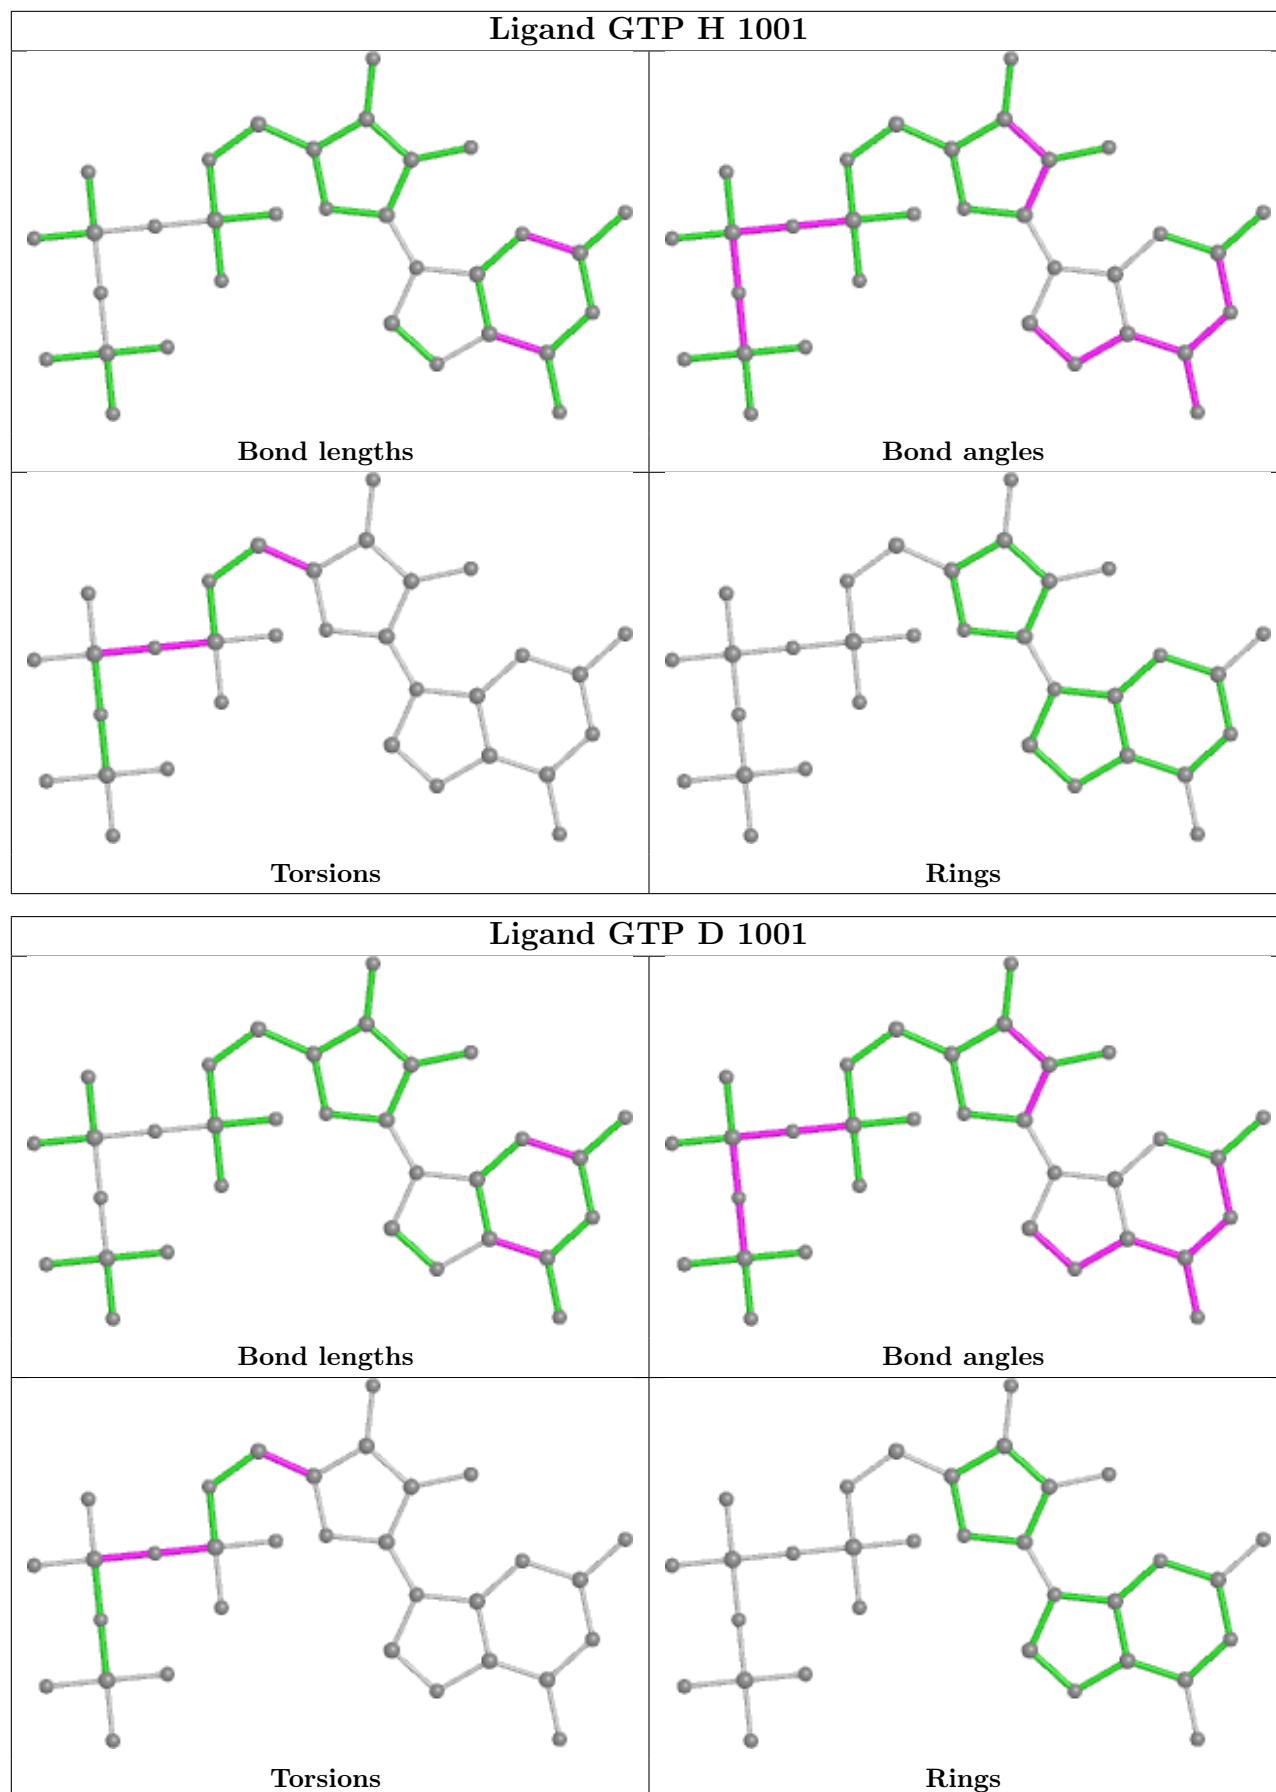 Ligand GTP H 1001
Bond lengths
Bond angles
Torsions
Rings
Ligand GTP D 1001
Bond lengths
Bond angles
Torsions
Rings